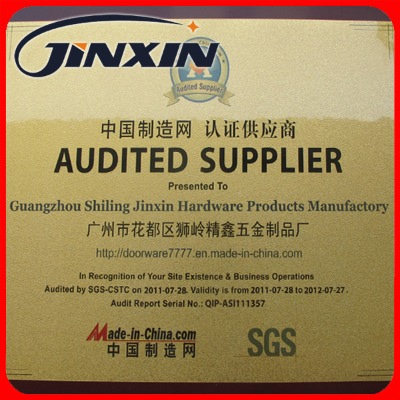 JINXIN
Audited Supplier
中国制造网 认证供应商
AUDITED SUPPLIER
Presented To
Guangzhou Shiling Jinxin Hardware Products Manufactory
广州市花都区狮岭精鑫五金制品厂
http://doorware7777.en.made-in-china.com
In Recognition of Your Site Existence & Business Operations
Audited by SGS-CSTC on 2011-07-28. Validity is from 2011-07-28 to 2012-07-27.
Audit Report Serial No.: QIP-ASI111357
Made-in-China.com
中国制造网
SGS